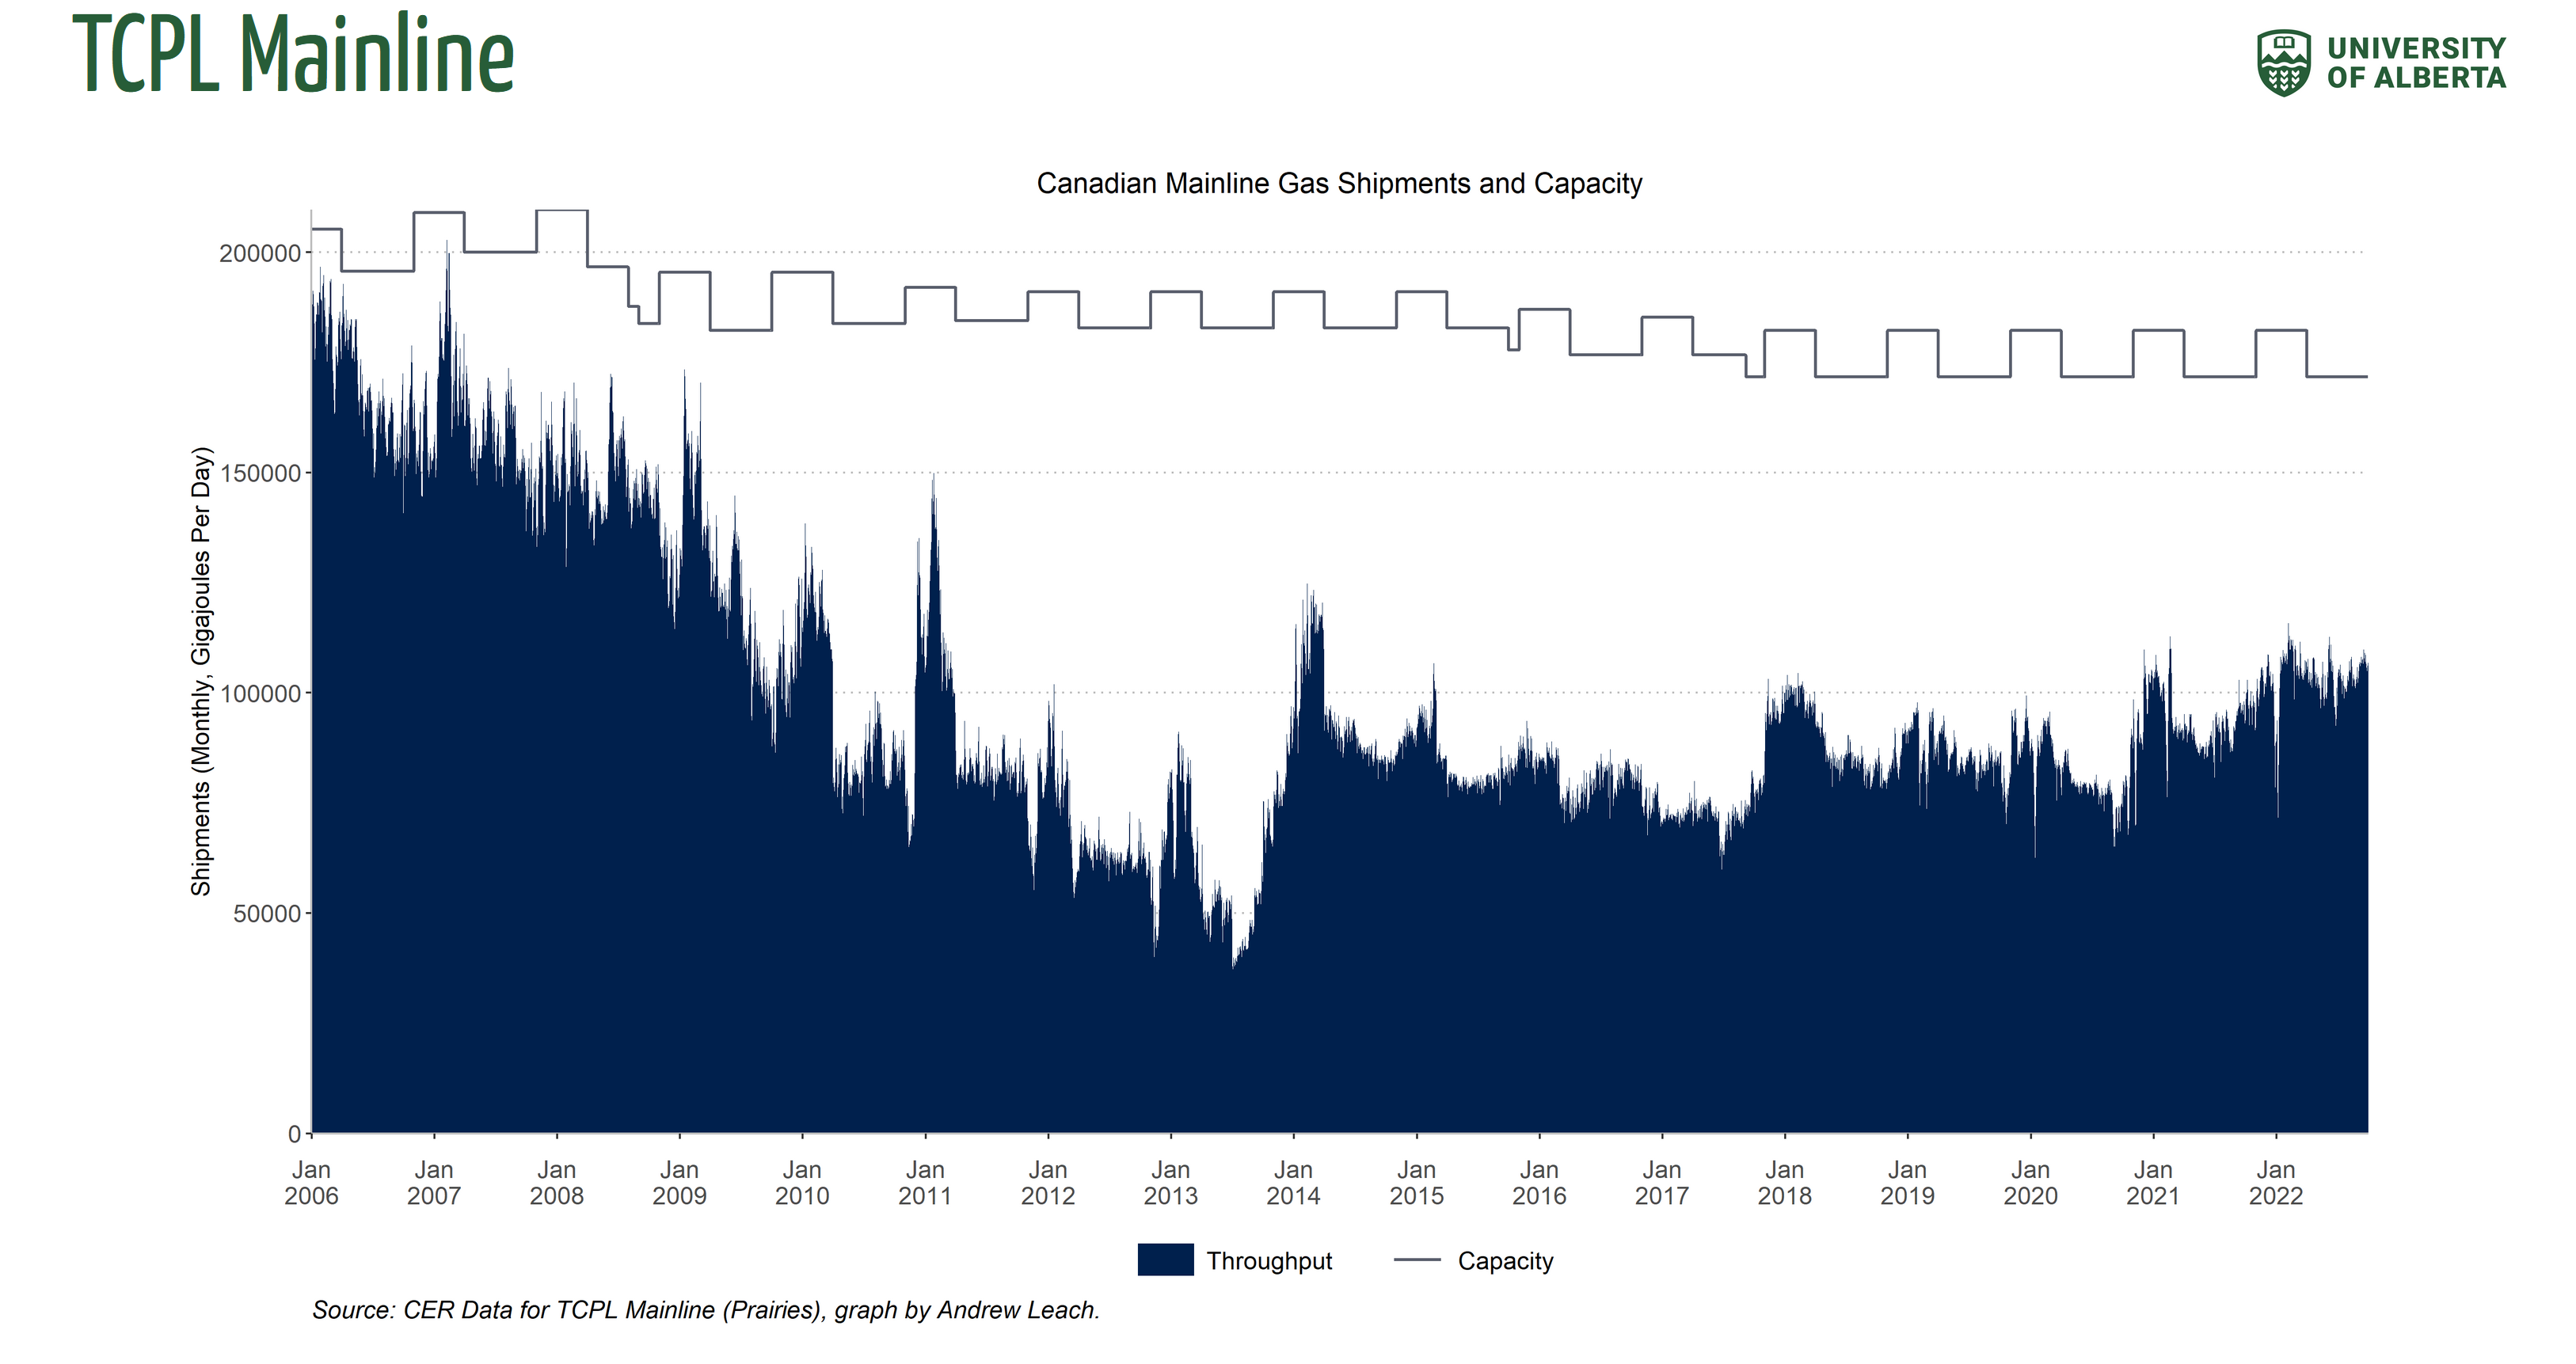 TCPL Mainline
UNIVERSITY
OF ALBERTA
Canadian Mainline Gas Shipments and Capacity
Shipments (Monthly, Gigajoules Per Day)
200000
150000
100000
50000
0
Jan Jan Jan Jan Jan Jan Jan Jan Jan Jan Jan Jan Jan Jan Jan Jan Jan
2006 2007 2008 2009 2010 2011 2012 2013 2014 2015 2016 2017 2018 2019 2020 2021 2022
Throughput Capacity
Source: CER Data for TCPL Mainline (Prairies), graph by Andrew Leach.